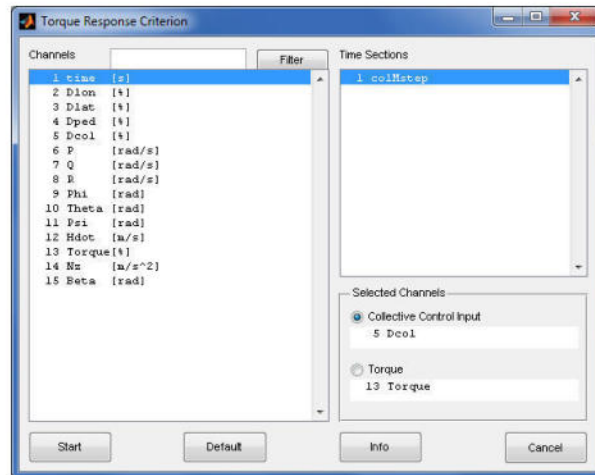 Torque Response Criterion
Channels
Filter
Time Sections
1 time [s]
2 Dlon [%]
3 Dlat [%]
4 Dped [%]
5 Dcol [%]
6 P [rad/s]
7 Q [rad/s]
8 R [rad/s]
9 Phi [rad]
10 Theta [rad]
11 Psi [rad]
12 Hdot [m/s]
13 Torque[%]
14 Nz [m/s^2]
15 Beta [rad]
1 colMstep
Selected Channels
Collective Control Input
5 Dcol
Torque
13 Torque
Start
Default
Info
Cancel